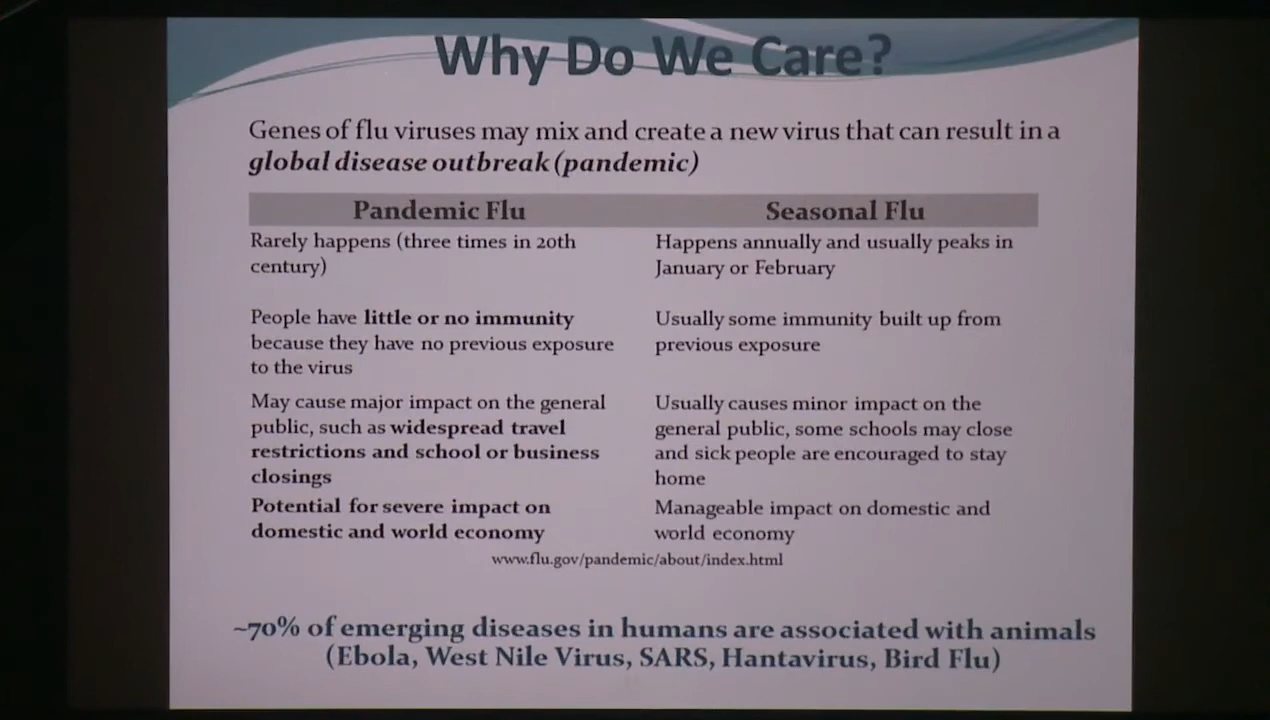 Why Do We Care?
Genes of flu viruses may mix and create a new virus that can result in a
global disease outbreak (pandemic)
Pandemic Flu
Seasonal Flu
Rarely happens (three times in 20th
century)
Happens annually and usually peaks in
January or February
People have little or no immunity
because they have no previous exposure
to the virus
Usually some immunity built up from
previous exposure
May cause major impact on the general
public, such as widespread travel
restrictions and school or business
closings
Usually causes minor impact on the
general public, some schools may close
and sick people are encouraged to stay
home
Potential for severe impact on
domestic and world economy
Manageable impact on domestic and
world economy
www.flu.gov/pandemic/about/index.html
~70% of emerging diseases in humans are associated with animals
(Ebola, West Nile Virus, SARS, Hantavirus, Bird Flu)